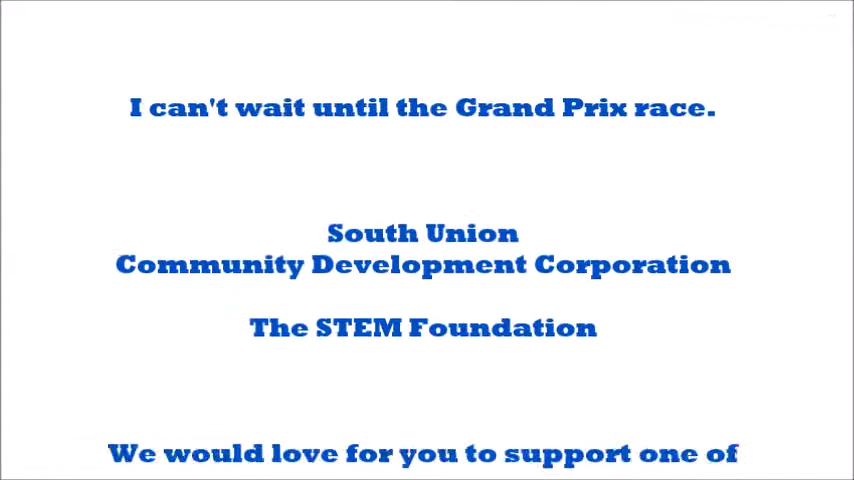 I can't wait until the Grand Prix race.
South Union
Community Development Corporation
The STEM Foundation
We would love for you to support one of